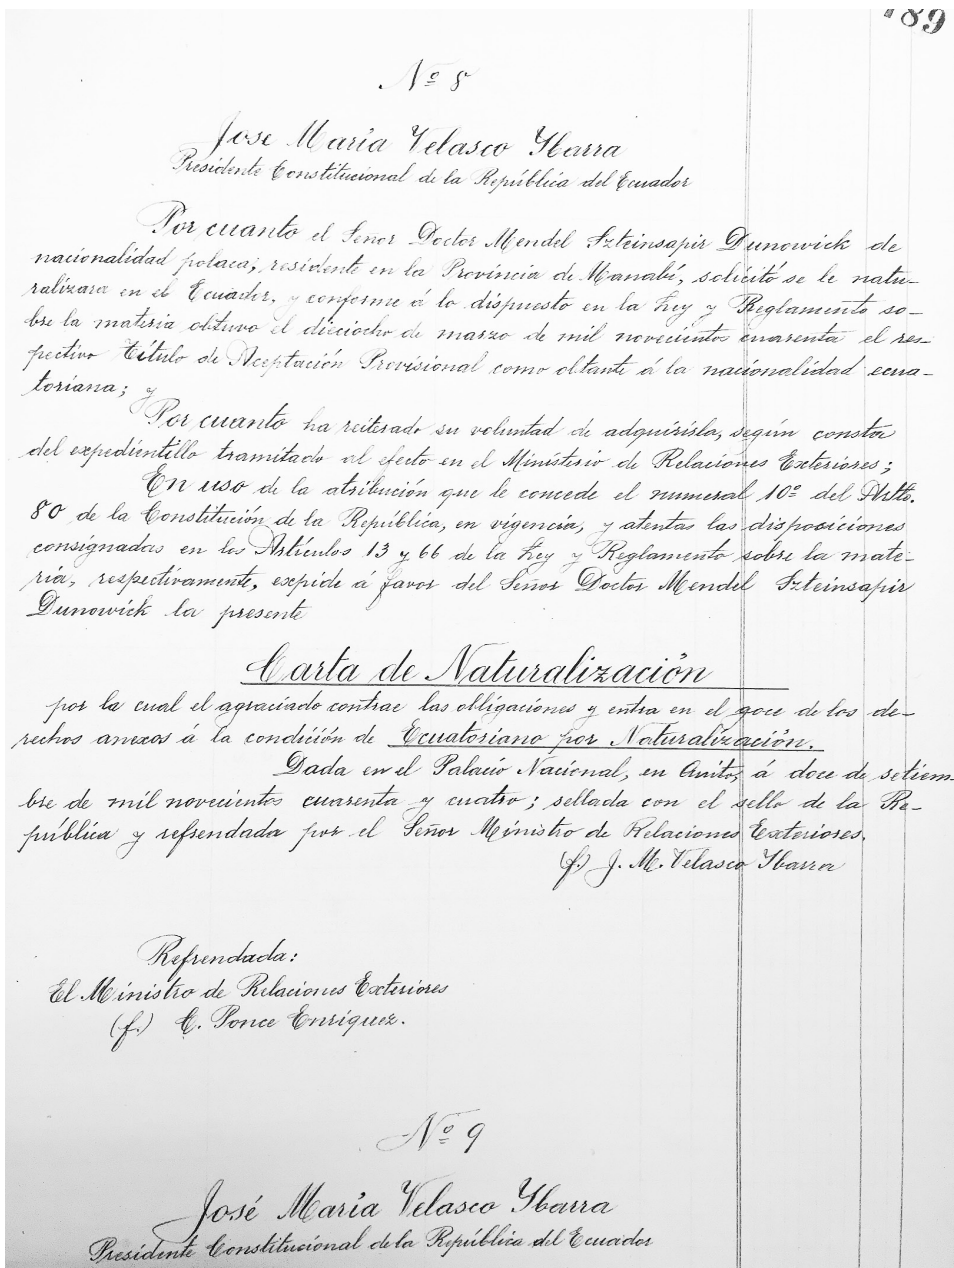 189
Nº 8
Jose María Velasco Ybarra
Presidente Constitucional de la República del Ecuador
Por cuanto el Señor Doctor Mendel Szteinsapir Dunowick de
nacionalidad polaca, residente en la Provincia de Manabí, solicitó se le natu-
ralizara en el Ecuador, y conforme á lo dispuesto en la Ley y Reglamento so-
bre la materia obtuvo el dieciocho de marzo de mil novecientos cuarenta el res-
pectivo Título de Aceptación Provisional como obtante á la nacionalidad ecua-
toriana; y
Por cuanto ha reiterado su voluntad de adquirirla, según consta
del expedientillo tramitado al efecto en el Ministerio de Relaciones Exteriores;
En uso de la atribución que le concede el numeral 10º del Artº.
80 de la Constitución de la República, en vigencia, y atentas las disposiciones
consignadas en los Artículos 13 y 66 de la Ley y Reglamento sobre la mate-
ria, respectivamente, expide á favor del Señor Doctor Mendel Szteinsapir
Dunowick la presente
Carta de Naturalización
por la cual el agraciado contrae las obligaciones y entra en el goce de los de-
rechos anexos á la condición de Ecuatoriano por Naturalización.
Dada en el Palacio Nacional, en Quito, á doce de setiem-
bre de mil novecientos cuarenta y cuatro; sellada con el sello de la Re-
pública y refrendada por el Señor Ministro de Relaciones Exteriores.
(f.) J. M. Velasco Ybarra
Refrendada:
El Ministro de Relaciones Exteriores
(f.) C. Ponce Enríquez.
Nº 9
José María Velasco Ybarra
Presidente Constitucional de la República del Ecuador